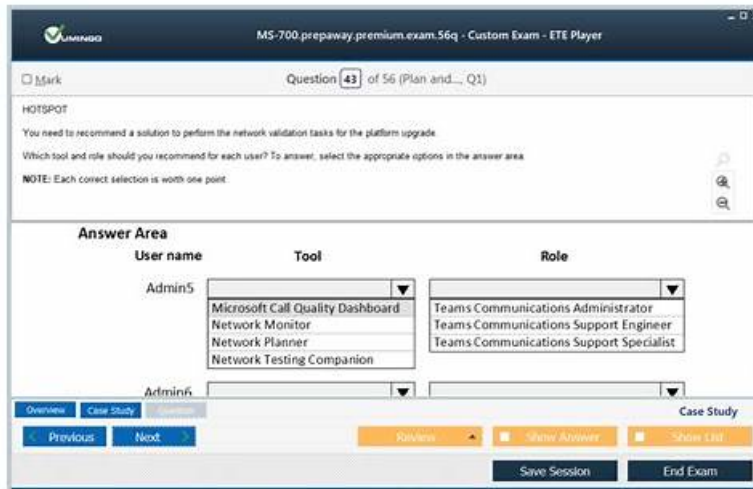 VUMINGO
MS-700.prepaway.premium.exam.56q - Custom Exam - ETE Player
Mark
Question 43 of 56 (Plan and..., Q1)
HOTSPOT
You need to recommend a solution to perform the network validation tasks for the platform upgrade.
Which tool and role should you recommend for each user? To answer, select the appropriate options in the answer area.
NOTE: Each correct selection is worth one point.
Answer Area
User name Tool Role
Admin5
Microsoft Call Quality Dashboard Teams Communications Administrator
Network Monitor Teams Communications Support Engineer
Network Planner Teams Communications Support Specialist
Network Testing Companion
Admin6
Overview Case Study Question Case Study
Previous Next Review Show Answer Show List
Save Session End Exam